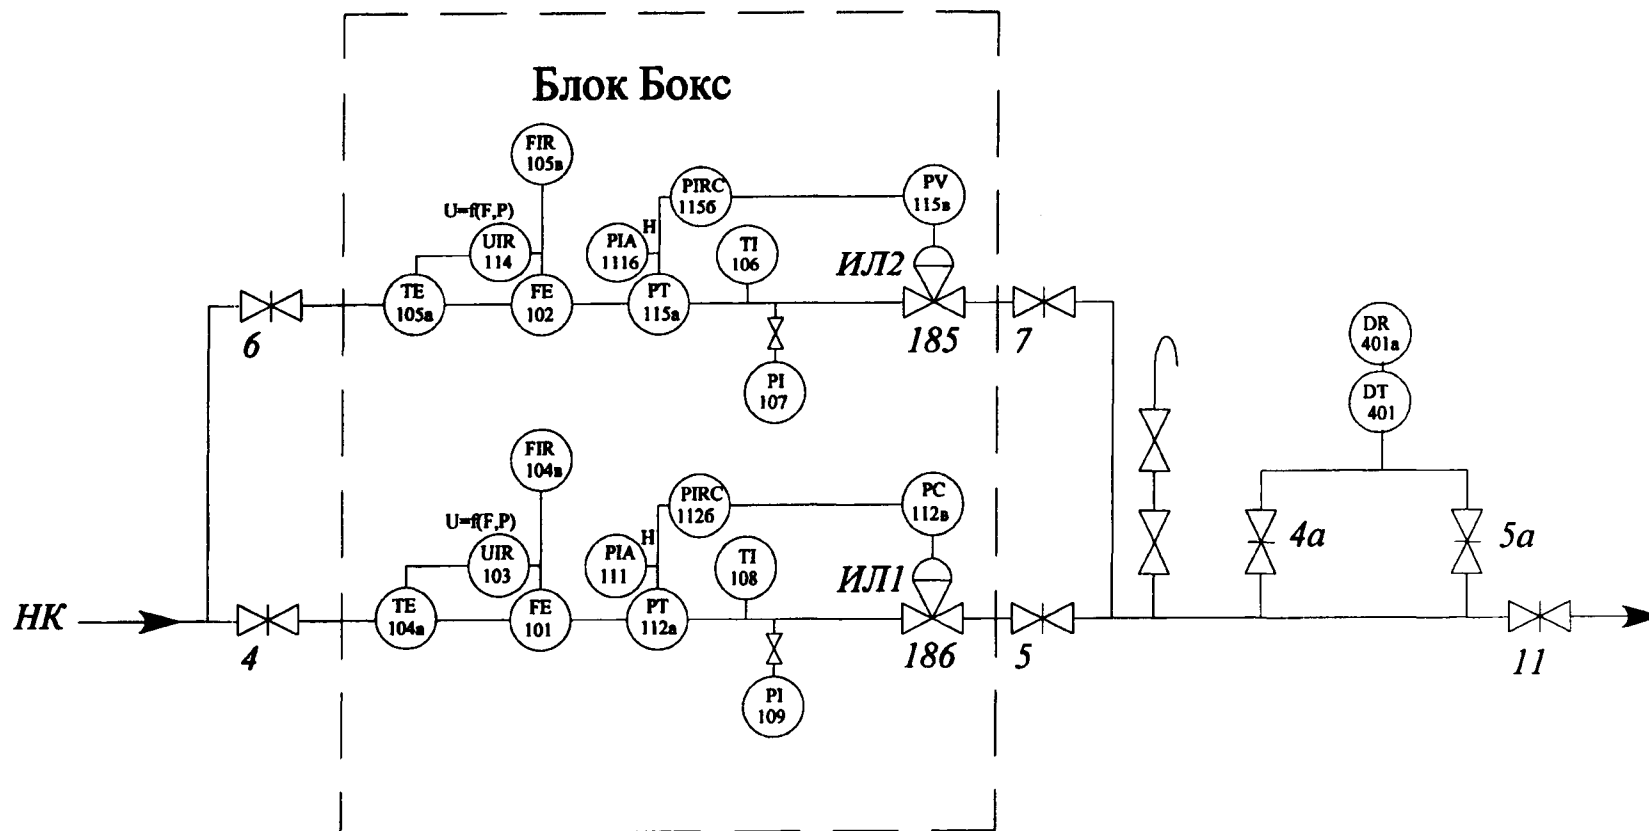 Блок Бокс
FIR
105в
U=f(F,P)
UIR
114
PIA
1116
H
PIRC
115б
TI
106
PV
115в
ИЛ2
TE
105а
FE
102
PT
115а
PI
107
6
185
7
DR
401а
DT
401
FIR
104в
U=f(F,P)
UIR
103
PIA
111
H
PIRC
112б
TI
108
PC
112в
ИЛ1
4а
5а
НК
TE
104а
FE
101
PT
112а
PI
109
4
186
5
11